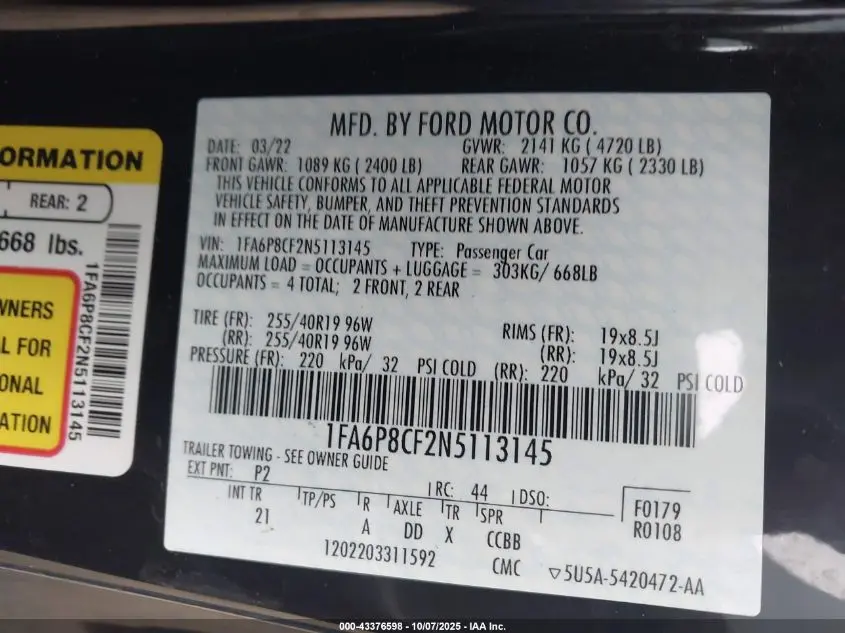 ORMATION
REAR: 2
668 lbs.
WNERS
L FOR
ONAL
ATION
1FA6P8CF2N5113145
MFD. BY FORD MOTOR CO.
DATE: 03/22 GVWR: 2141 KG ( 4720 LB)
FRONT GAWR: 1089 KG ( 2400 LB) REAR GAWR: 1057 KG ( 2330 LB)
THIS VEHICLE CONFORMS TO ALL APPLICABLE FEDERAL MOTOR
VEHICLE SAFETY, BUMPER, AND THEFT PREVENTION STANDARDS
IN EFFECT ON THE DATE OF MANUFACTURE SHOWN ABOVE.
VIN: 1FA6P8CF2N5113145 TYPE: Passenger Car
MAXIMUM LOAD = OCCUPANTS + LUGGAGE = 303KG/ 668LB
OCCUPANTS = 4 TOTAL; 2 FRONT, 2 REAR
TIRE (FR): 255/40R19 96W RIMS (FR): 19x8.5J
(RR): 255/40R19 96W (RR): 19x8.5J
PRESSURE (FR): 220 kPa/ 32 PSI COLD (RR): 220 kPa/ 32 PSI COLD
1FA6P8CF2N5113145
TRAILER TOWING - SEE OWNER GUIDE
EXT PNT: P2 RC: 44 DSO: F0179
R0108
INT TR TP/PS R AXLE TR SPR
21 A DD X CCBB
1202203311592 CMC ▽5U5A-5420472-AA
000-43376598 - 10/07/2025 - IAA Inc.